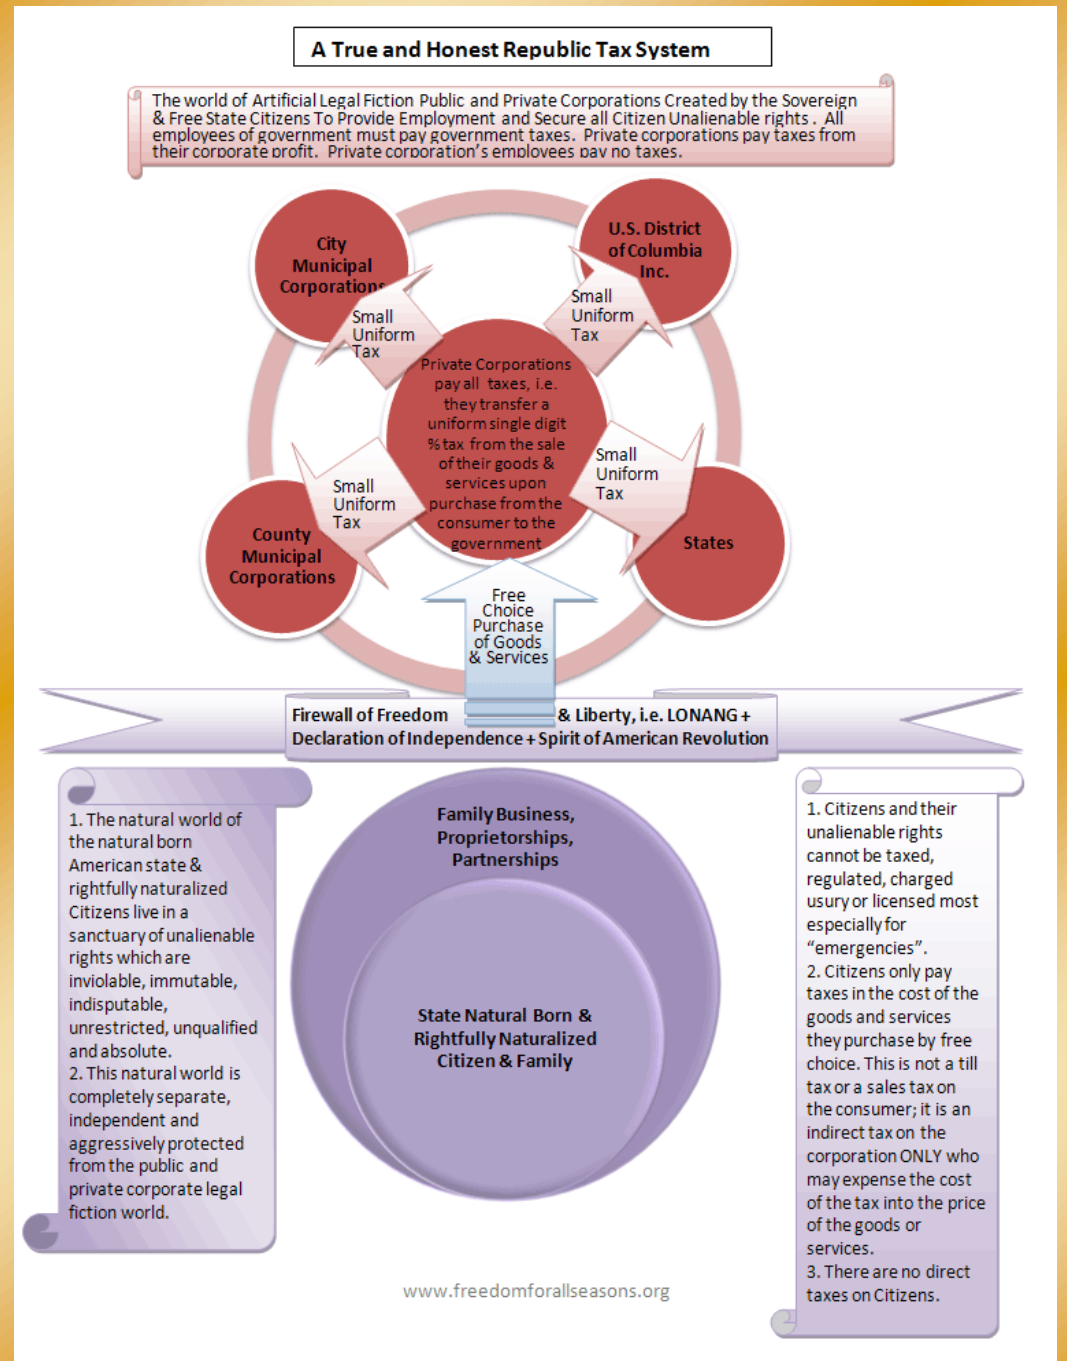 A True and Honest Republic Tax System
The world of Artificial Legal Fiction Public and Private Corporations Created by the Sovereign
& Free State Citizens To Provide Employment and Secure all Citizen Unalienable rights . All
employees of government must pay government taxes. Private corporations pay taxes from
their corporate profit. Private corporation's employees pay no taxes.
City
Municipal
Corporations
U.S. District
of Columbia
Inc.
Small
Uniform
Tax
Small
Uniform
Tax
Private Corporations
pay all taxes, i.e.
they transfer a
uniform single digit
% tax from the sale
of their goods &
services upon
purchase from the
consumer to the
government
Small
Uniform
Tax
Small
Uniform
Tax
County
Municipal
Corporations
States
Free
Choice
Purchase
of Goods
& Services
Firewall of Freedom & Liberty, i.e. LONANG +
Declaration of Independence + Spirit of American Revolution
1. The natural world of
the natural born
American state &
rightfully naturalized
Citizens live in a
sanctuary of unalienable
rights which are
inviolable, immutable,
indisputable,
unrestricted, unqualified
and absolute.
2. This natural world is
completely separate,
independent and
aggressively protected
from the public and
private corporate legal
fiction world.
Family Business,
Proprietorships,
Partnerships
State Natural Born &
Rightfully Naturalized
Citizen & Family
1. Citizens and their
unalienable rights
cannot be taxed,
regulated, charged
usury or licensed most
especially for
“emergencies”.
2. Citizens only pay
taxes in the cost of the
goods and services
they purchase by free
choice. This is not a till
tax or a sales tax on
the consumer; it is an
indirect tax on the
corporation ONLY who
may expense the cost
of the tax into the price
of the goods or
services.
3. There are no direct
taxes on Citizens.
www.freedomforallseasons.org